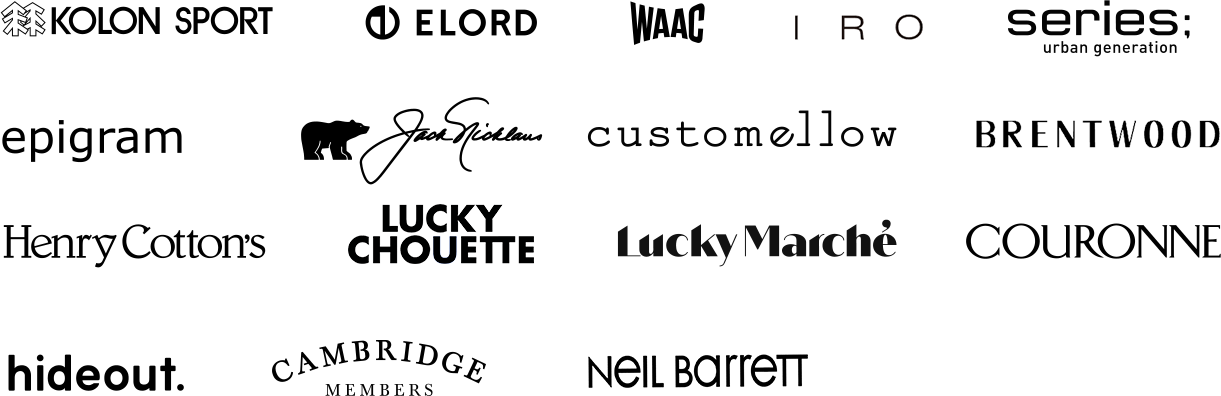 KOLON SPORT
ELORD
WAAC
IRO
series;
urban generation
epigram
Jack Nicklaus
customellow
BRENTWOOD
Henry Cotton's
LUCKY
CHOUETTE
Lucky Marché
COURONNE
hideout.
CAMBRIDGE
MEMBERS
NeiL Barrett